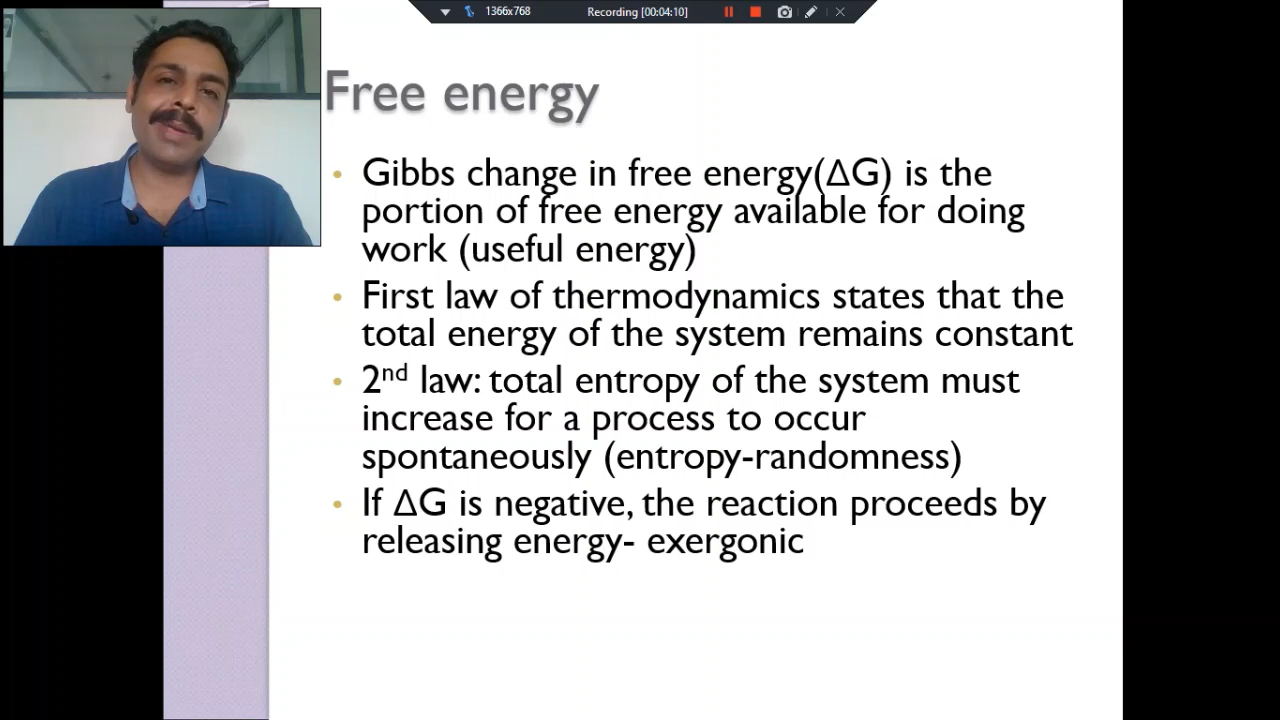 1366x768
Recording [00:04:10]
Free energy
• Gibbs change in free energy(ΔG) is the
portion of free energy available for doing
work (useful energy)
• First law of thermodynamics states that the
total energy of the system remains constant
• 2nd law: total entropy of the system must
increase for a process to occur
spontaneously (entropy-randomness)
• If ΔG is negative, the reaction proceeds by
releasing energy- exergonic